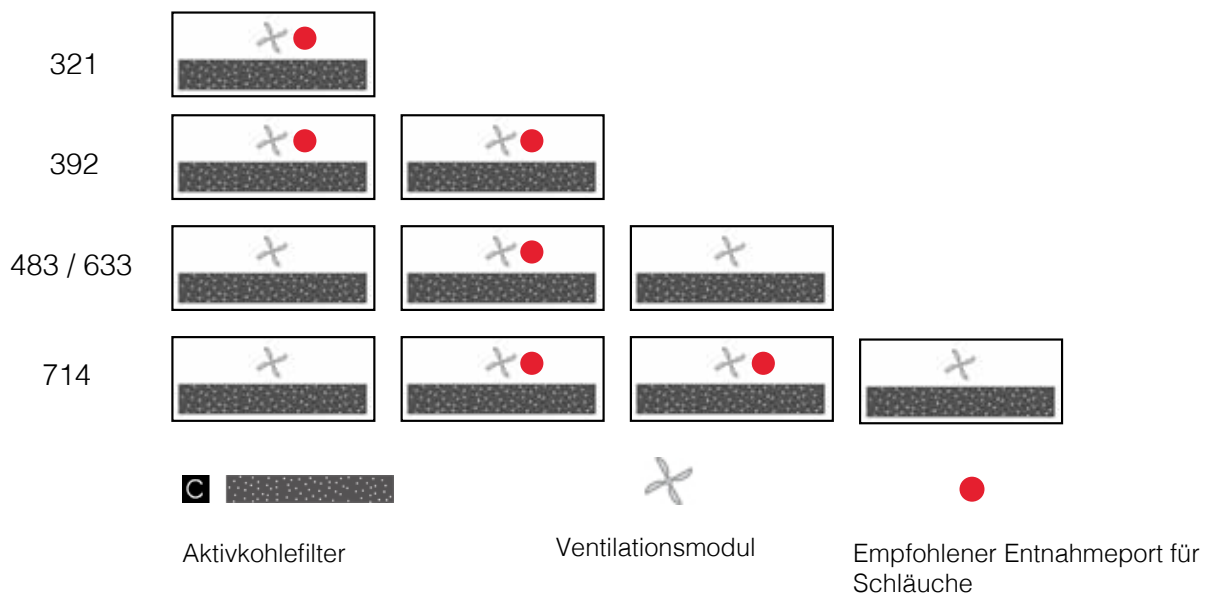 321
392
483 / 633
714
C
Aktivkohlefilter
Ventilationsmodul
Empfohlener Entnahmeport für
Schläuche